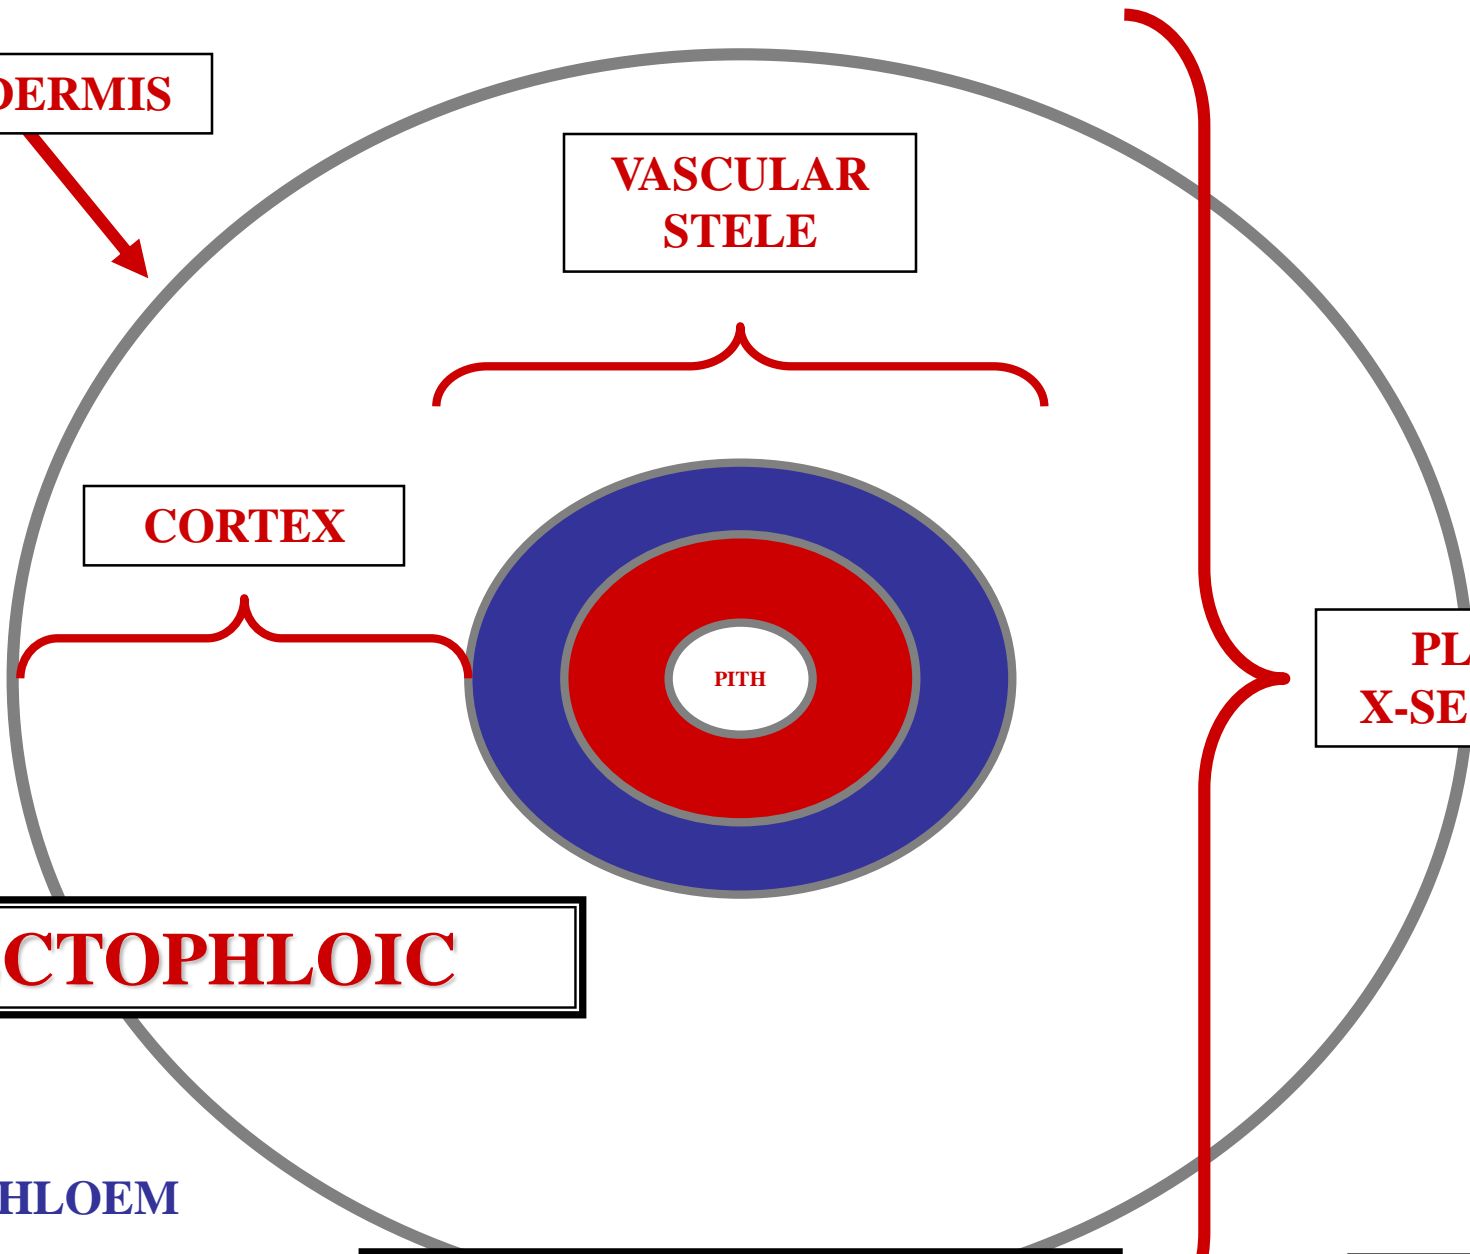 DERMIS
VASCULAR
STELE
CORTEX
PITH
PL
X-SE
CTOPHLOIC
HLOEM